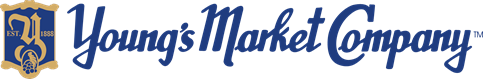 Y
EST. 1888
Young's Market Company™